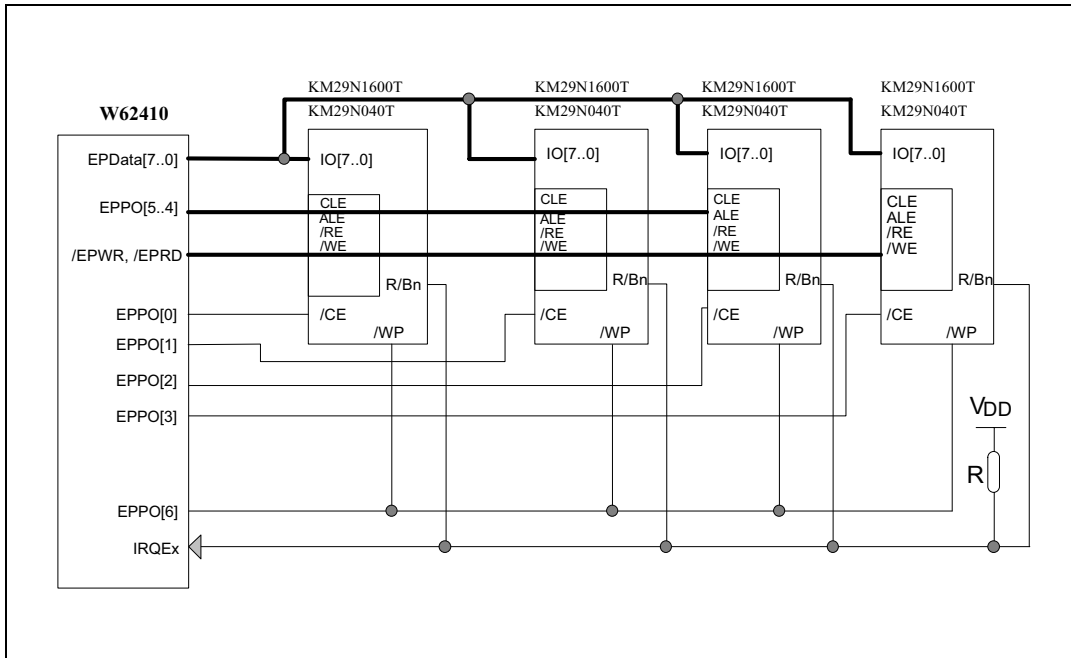 W62410
EPData[7..0]
EPPO[5..4]
/EPWR, /EPRD
EPPO[0]
EPPO[1]
EPPO[2]
EPPO[3]
EPPO[6]
IRQEx
KM29N1600T
KM29N040T
IO[7..0]
CLE
ALE
/RE
/WE
R/Bn
/CE
/WP
KM29N1600T
KM29N040T
IO[7..0]
CLE
ALE
/RE
/WE
R/Bn
/CE
/WP
KM29N1600T
KM29N040T
IO[7..0]
CLE
ALE
/RE
/WE
R/Bn
/CE
/WP
KM29N1600T
KM29N040T
IO[7..0]
CLE
ALE
/RE
/WE
R/Bn
/CE
/WP
VDD
R